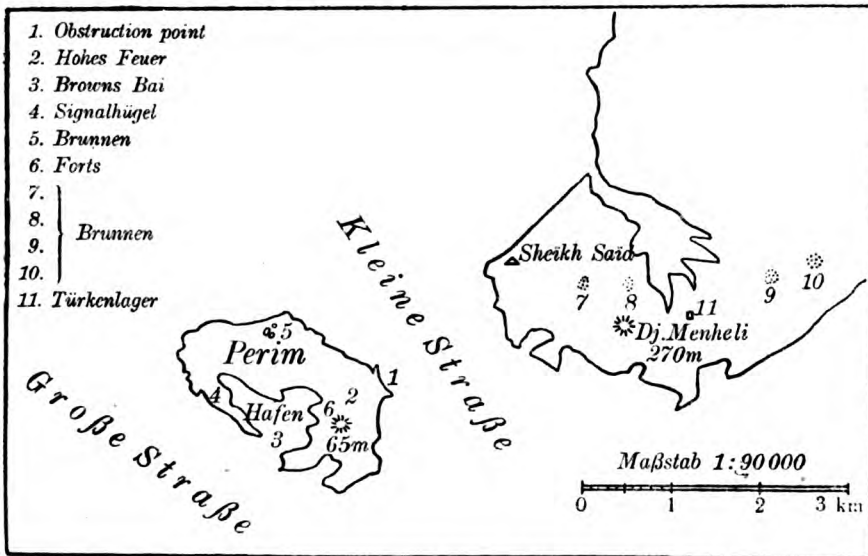 1. Obstruction point
2. Hohes Feuer
3. Browns Bai
4. Signalhügel
5. Brunnen
6. Forts
7.
8.
9.
10.
Brunnen
11. Türkenlager
Kleine Straße
Große Straße
Sheikh Saïd
7
8
9
10
11
Dj. Menheli
270m
5
Perim
1
4
Hafen
6
2
3
65m
Maßstab 1:90000
0 1 2 3 km